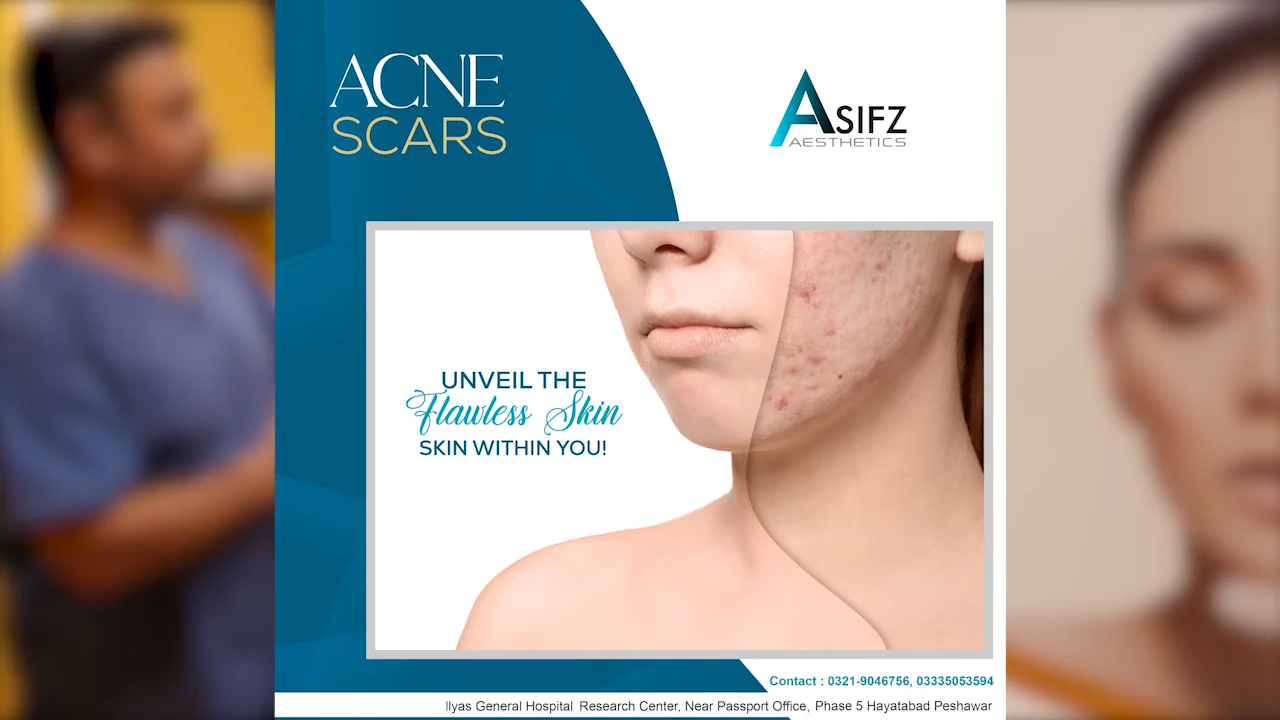 ACNE
SCARS
ASIFZ
AESTHETICS
UNVEIL THE
Flawless Skin
SKIN WITHIN YOU!
Contact : 0321-9046756, 03335053594
Ilyas General Hospital Research Center, Near Passport Office, Phase 5 Hayatabad Peshawar